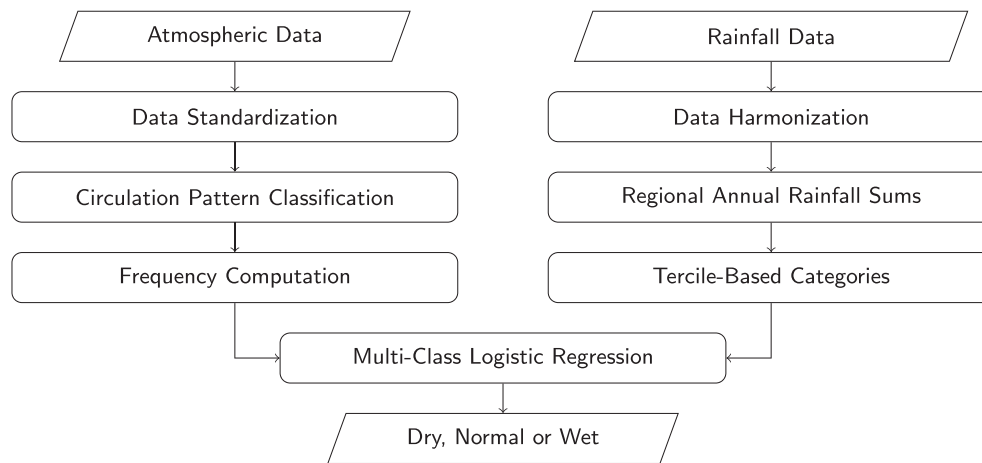 Atmospheric Data
Rainfall Data
Data Standardization
Data Harmonization
Circulation Pattern Classification
Regional Annual Rainfall Sums
Frequency Computation
Tercile-Based Categories
Multi-Class Logistic Regression
Dry, Normal or Wet